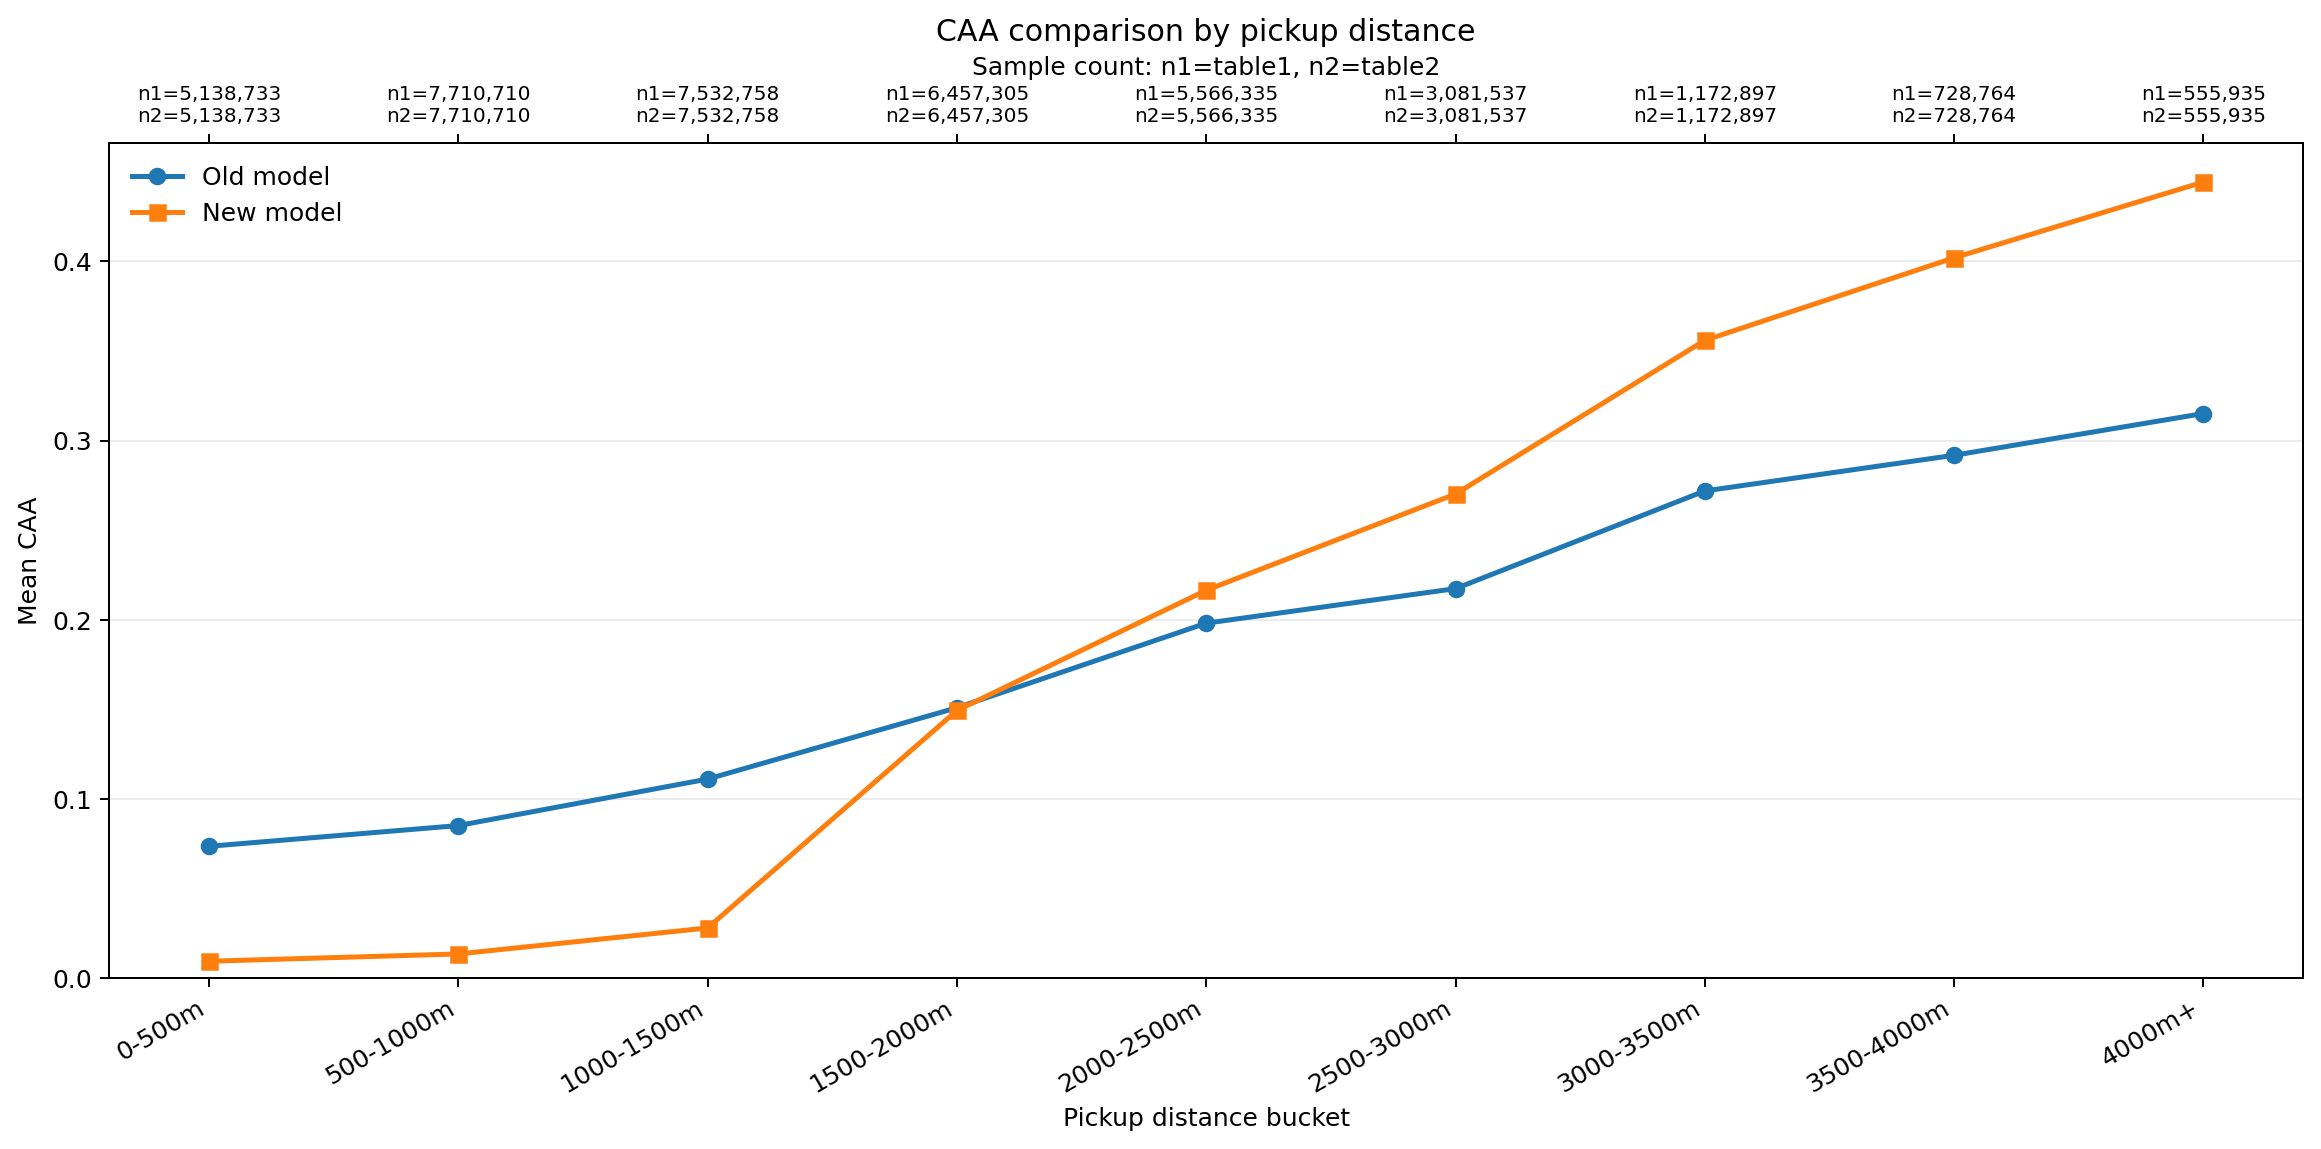 CAA comparison by pickup distance
Sample count: n1=table1, n2=table2
n1=5,138,733 n1=7,710,710 n1=7,532,758 n1=6,457,305 n1=5,566,335 n1=3,081,537 n1=1,172,897 n1=728,764 n1=555,935
n2=5,138,733 n2=7,710,710 n2=7,532,758 n2=6,457,305 n2=5,566,335 n2=3,081,537 n2=1,172,897 n2=728,764 n2=555,935
Old model
New model
Mean CAA
0.4
0.3
0.2
0.1
0.0
0-500m 500-1000m 1000-1500m 1500-2000m 2000-2500m 2500-3000m 3000-3500m 3500-4000m 4000m+
Pickup distance bucket